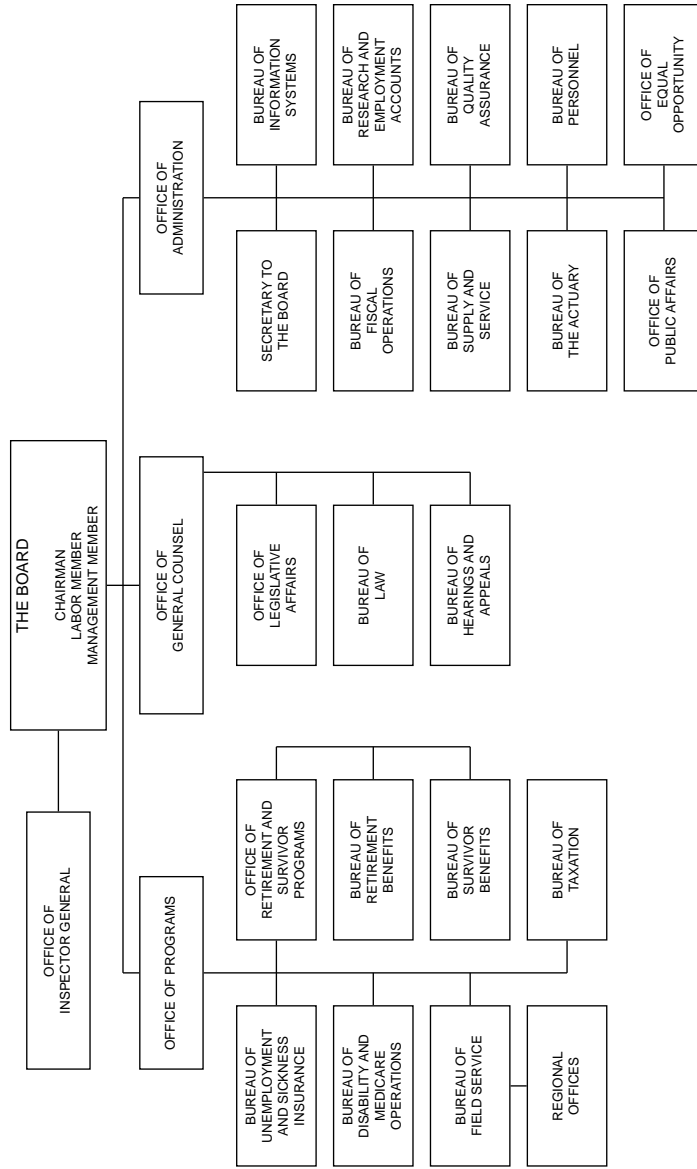 THE BOARD
CHAIRMAN
LABOR MEMBER
MANAGEMENT MEMBER
OFFICE OF
INSPECTOR GENERAL
OFFICE OF PROGRAMS
OFFICE OF
GENERAL COUNSEL
OFFICE OF
ADMINISTRATION
BUREAU OF
UNEMPLOYMENT
AND SICKNESS
INSURANCE
OFFICE OF
RETIREMENT AND
SURVIVOR
PROGRAMS
BUREAU OF
DISABILITY AND
MEDICARE
OPERATIONS
BUREAU OF
RETIREMENT
BENEFITS
BUREAU OF
FIELD SERVICE
BUREAU OF
SURVIVOR
BENEFITS
REGIONAL
OFFICES
BUREAU OF
TAXATION
OFFICE OF
LEGISLATIVE
AFFAIRS
BUREAU OF
LAW
BUREAU OF
HEARINGS AND
APPEALS
SECRETARY TO
THE BOARD
BUREAU OF
INFORMATION
SYSTEMS
BUREAU OF
FISCAL
OPERATIONS
BUREAU OF
RESEARCH AND
EMPLOYMENT
ACCOUNTS
BUREAU OF
SUPPLY AND
SERVICE
BUREAU OF
QUALITY
ASSURANCE
BUREAU OF
THE ACTUARY
BUREAU OF
PERSONNEL
OFFICE OF
PUBLIC AFFAIRS
OFFICE OF
EQUAL
OPPORTUNITY